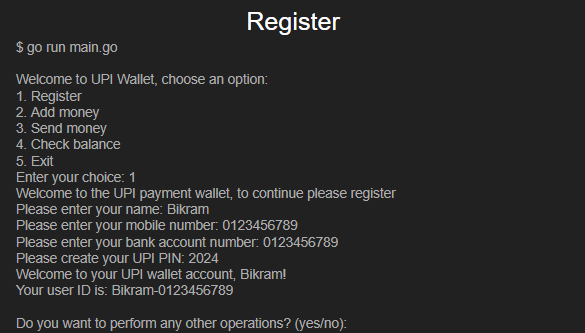 Register
$ go run main.go
Welcome to UPI Wallet, choose an option:
1. Register
2. Add money
3. Send money
4. Check balance
5. Exit
Enter your choice: 1
Welcome to the UPI payment wallet, to continue please register
Please enter your name: Bikram
Please enter your mobile number: 0123456789
Please enter your bank account number: 0123456789
Please create your UPI PIN: 2024
Welcome to your UPI wallet account, Bikram!
Your user ID is: Bikram-0123456789
Do you want to perform any other operations? (yes/no):